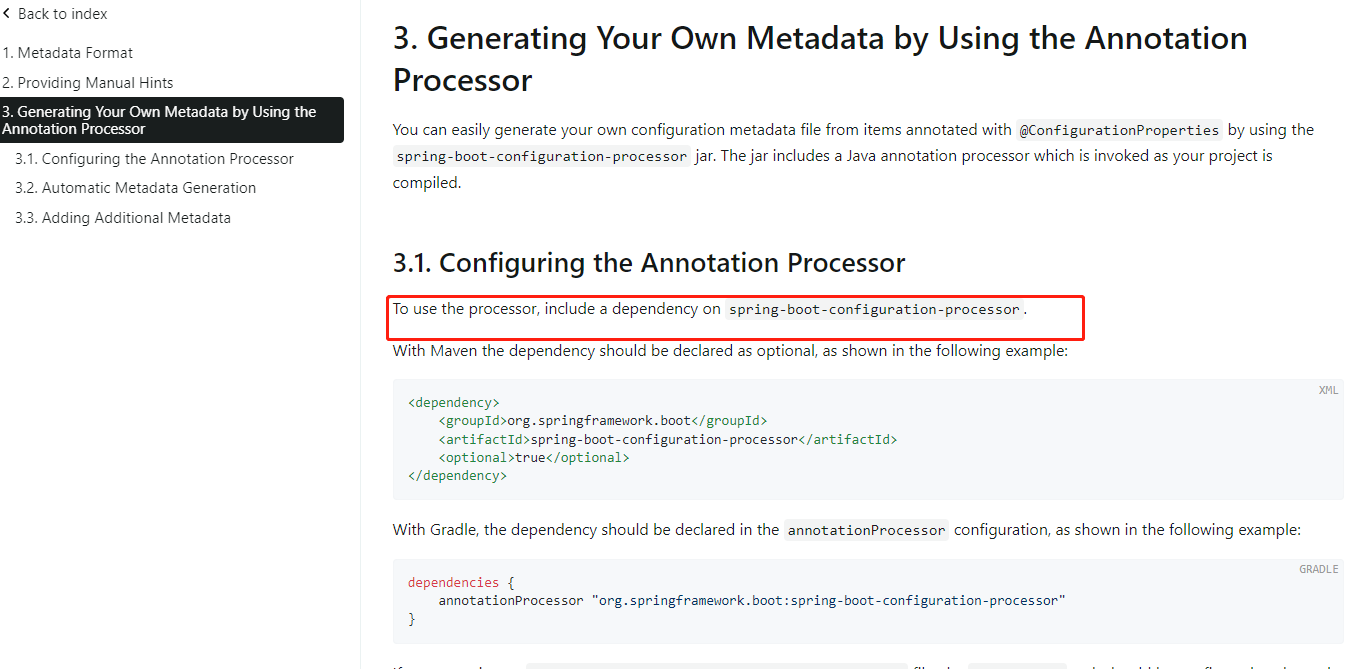 Back to index
1. Metadata Format
2. Providing Manual Hints
3. Generating Your Own Metadata by Using the
Annotation Processor
3.1. Configuring the Annotation Processor
3.2. Automatic Metadata Generation
3.3. Adding Additional Metadata
3. Generating Your Own Metadata by Using the Annotation
Processor
You can easily generate your own configuration metadata file from items annotated with @ConfigurationProperties by using the
spring-boot-configuration-processor jar. The jar includes a Java annotation processor which is invoked as your project is
compiled.
3.1. Configuring the Annotation Processor
To use the processor, include a dependency on spring-boot-configuration-processor.
With Maven the dependency should be declared as optional, as shown in the following example:
XML
<dependency>
    <groupId>org.springframework.boot</groupId>
    <artifactId>spring-boot-configuration-processor</artifactId>
    <optional>true</optional>
</dependency>
With Gradle, the dependency should be declared in the annotationProcessor configuration, as shown in the following example:
GRADLE
dependencies {
    annotationProcessor "org.springframework.boot:spring-boot-configuration-processor"
}